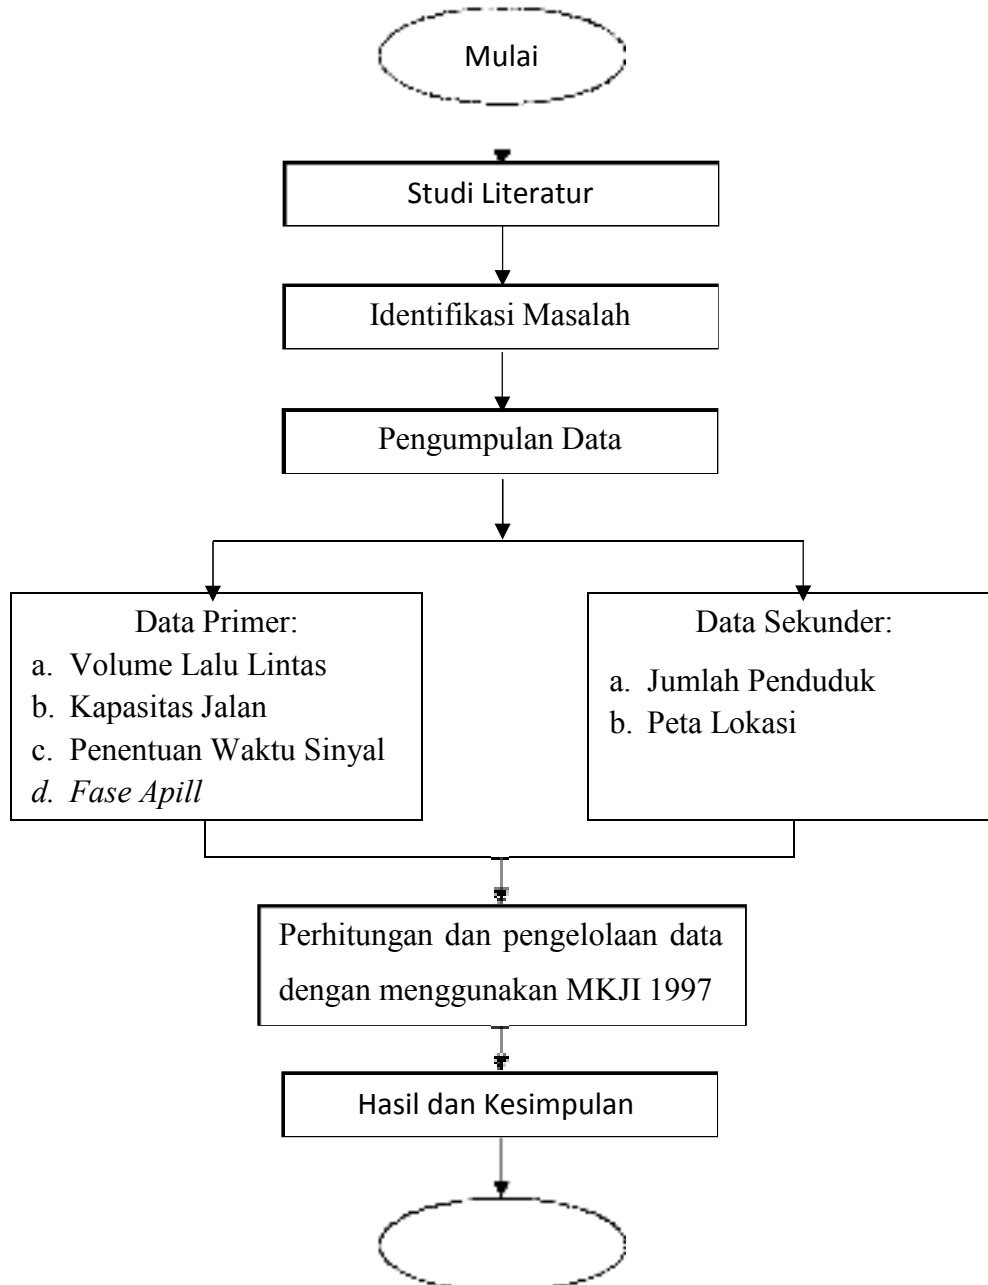 Mulai
Studi Literatur
Identifikasi Masalah
Pengumpulan Data
Data Primer:
a. Volume Lalu Lintas
b. Kapasitas Jalan
c. Penentuan Waktu Sinyal
d. Fase Apill
Data Sekunder:
a. Jumlah Penduduk
b. Peta Lokasi
Perhitungan dan pengelolaan data
dengan menggunakan MKJI 1997
Hasil dan Kesimpulan